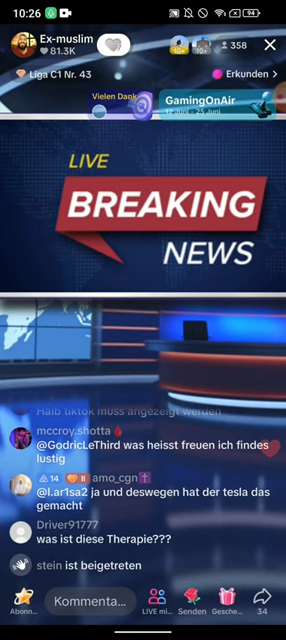 10:26
94
Ex-muslim
81.3K
10+
10+
358
Liga C1 Nr. 43
Erkunden >
Vielen Dank
GamingOnAir
LIVE
BREAKING
NEWS
Halb tiktok muss angezeigt werden
mccroy.shotta
@GodricLeThird was heisst freuen ich findes
lustig
14 II amo_cgn
@l.ar1sa2 ja und deswegen hat der tesla das
gemacht
Driver91777
was ist diese Therapie???
stein ist beigetreten
Kommenta...
Abonn...
LIVE mi...
Senden
Gesche...
34